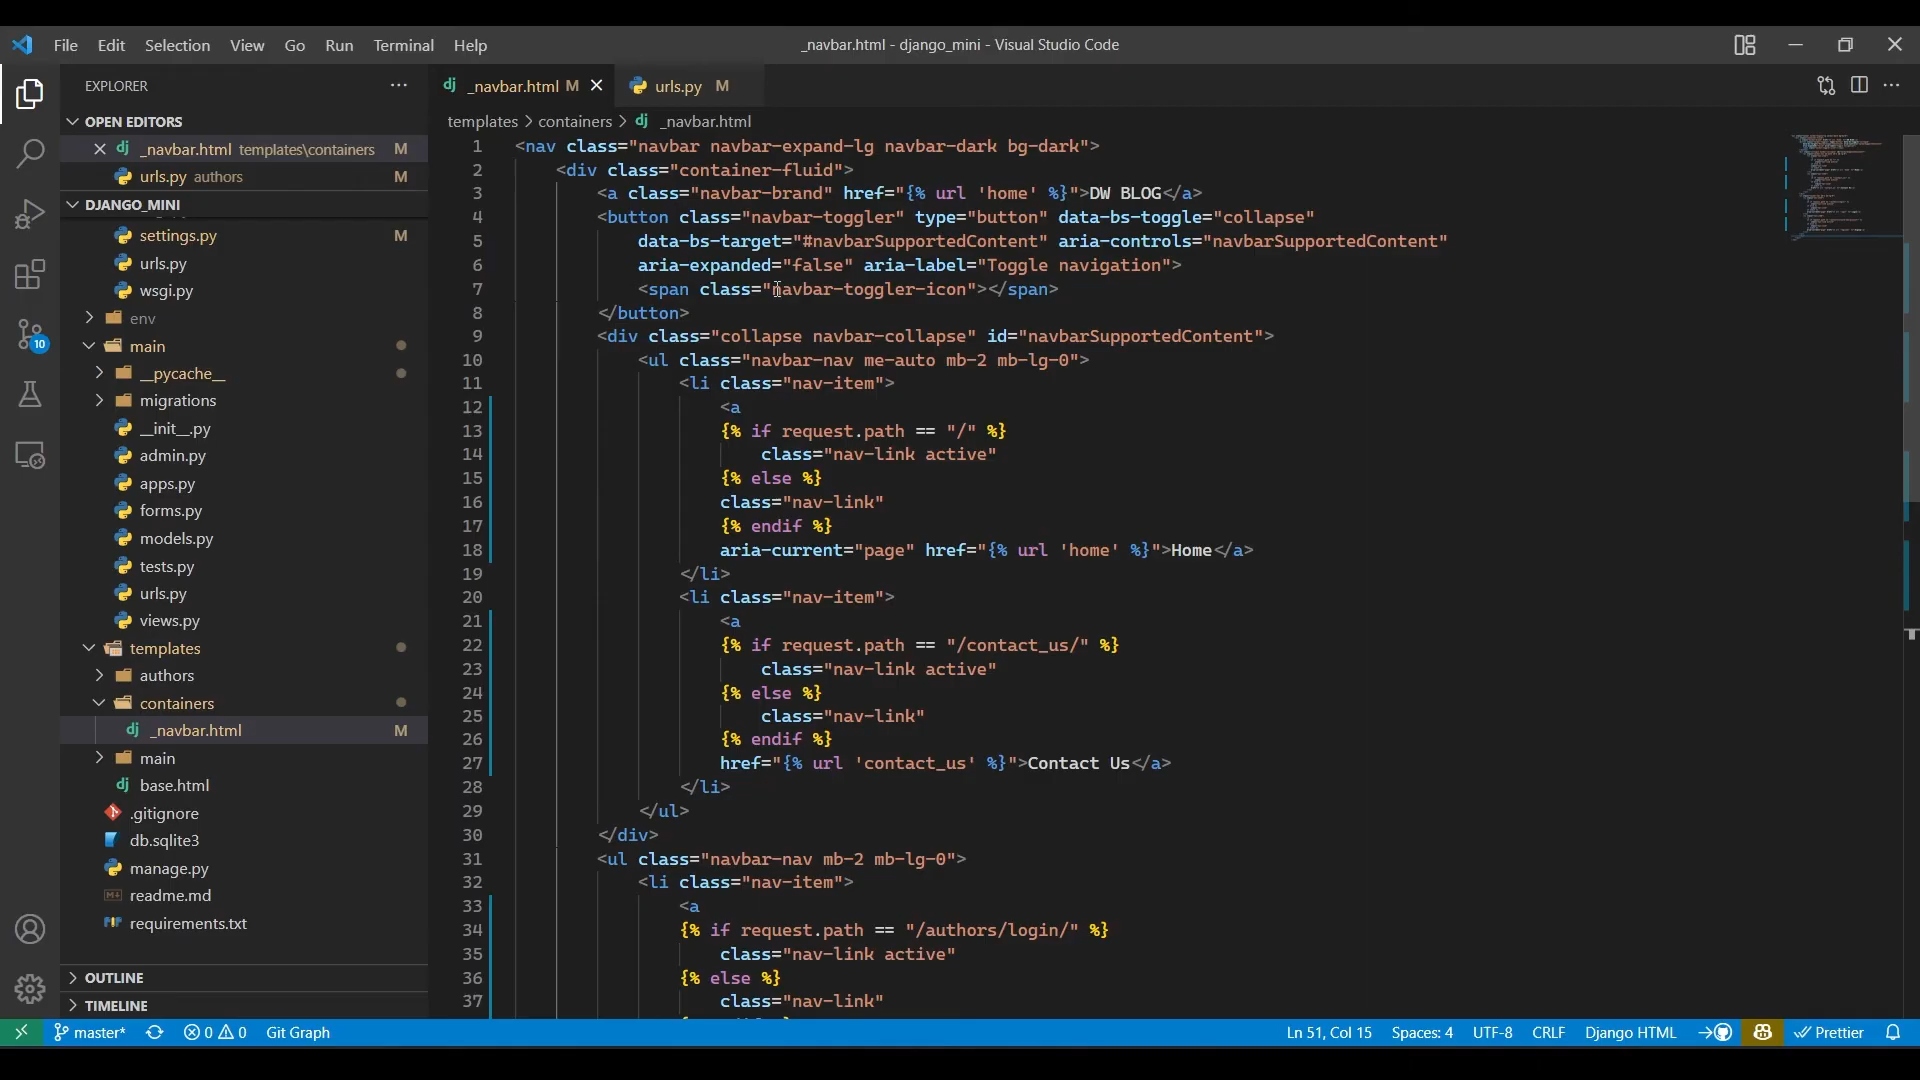 File Edit Selection View Go Run Terminal Help
_navbar.html - django_mini - Visual Studio Code
EXPLORER
OPEN EDITORS
_navbar.html templates\containers M
urls.py authors M
DJANGO_MINI
settings.py M
urls.py
wsgi.py
env
main
__pycache__
migrations
__init__.py
admin.py
apps.py
forms.py
models.py
tests.py
urls.py
views.py
templates
authors
containers
_navbar.html M
main
base.html
.gitignore
db.sqlite3
manage.py
readme.md
requirements.txt
OUTLINE
TIMELINE
10
_navbar.html M
urls.py M
templates > containers > _navbar.html
1 <nav class="navbar navbar-expand-lg navbar-dark bg-dark">
2 <div class="container-fluid">
3 <a class="navbar-brand" href="{% url 'home' %}">DW BLOG</a>
4 <button class="navbar-toggler" type="button" data-bs-toggle="collapse"
5 data-bs-target="#navbarSupportedContent" aria-controls="navbarSupportedContent"
6 aria-expanded="false" aria-label="Toggle navigation">
7 <span class="navbar-toggler-icon"></span>
8 </button>
9 <div class="collapse navbar-collapse" id="navbarSupportedContent">
10 <ul class="navbar-nav me-auto mb-2 mb-lg-0">
11 <li class="nav-item">
12 <a
13 {% if request.path == "/" %}
14 class="nav-link active"
15 {% else %}
16 class="nav-link"
17 {% endif %}
18 aria-current="page" href="{% url 'home' %}">Home</a>
19 </li>
20 <li class="nav-item">
21 <a
22 {% if request.path == "/contact_us/" %}
23 class="nav-link active"
24 {% else %}
25 class="nav-link"
26 {% endif %}
27 href="{% url 'contact_us' %}">Contact Us</a>
28 </li>
29 </ul>
30 </div>
31 <ul class="navbar-nav mb-2 mb-lg-0">
32 <li class="nav-item">
33 <a
34 {% if request.path == "/authors/login/" %}
35 class="nav-link active"
36 {% else %}
37 class="nav-link"
master* 0 0 Git Graph
Ln 51, Col 15 Spaces: 4 UTF-8 CRLF Django HTML Prettier